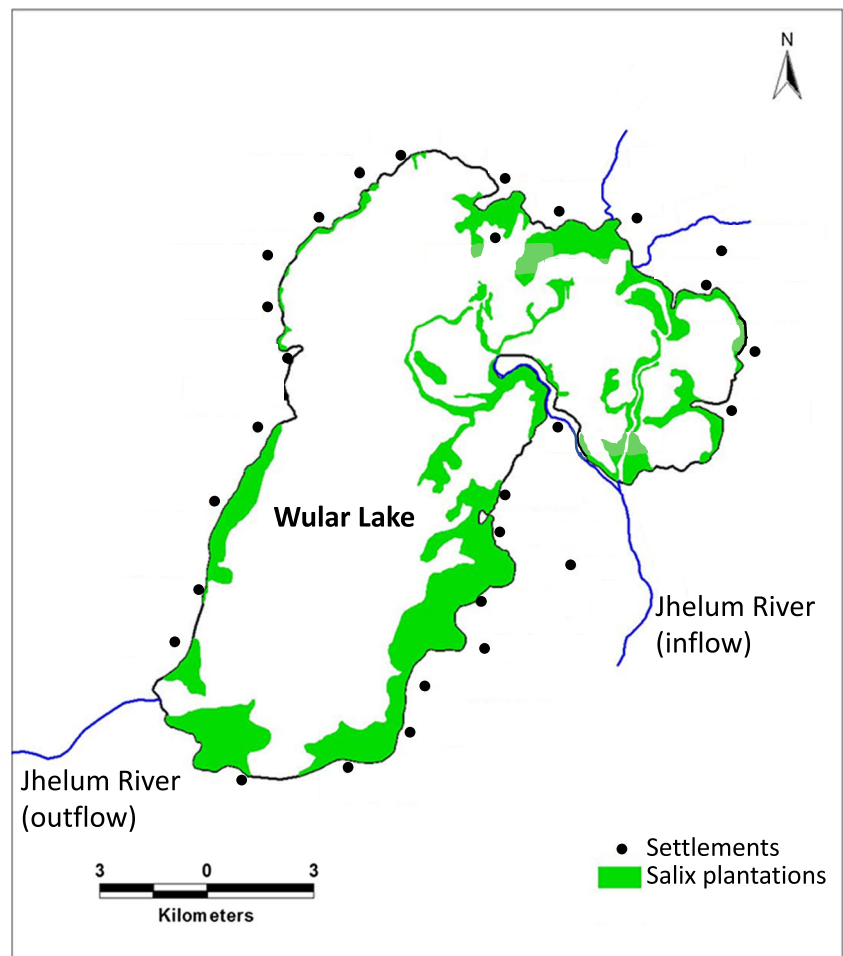 N
Wular Lake
Jhelum River
(inflow)
Jhelum River
(outflow)
Settlements
Salix plantations
3 0 3
Kilometers